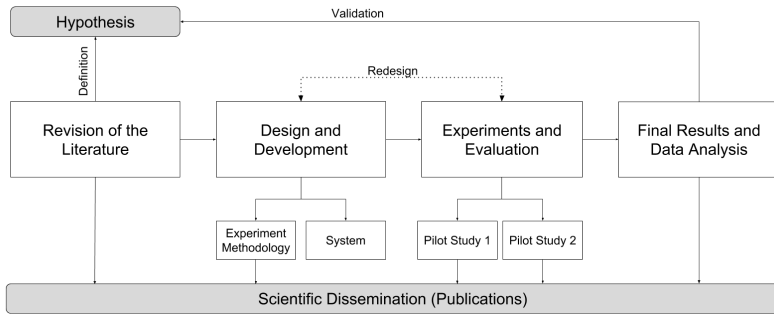 Hypothesis
Validation
Definition
Redesign
Revision of the
Literature
Design and
Development
Experiments and
Evaluation
Final Results and
Data Analysis
Experiment
Methodology
System
Pilot Study 1
Pilot Study 2
Scientific Dissemination (Publications)